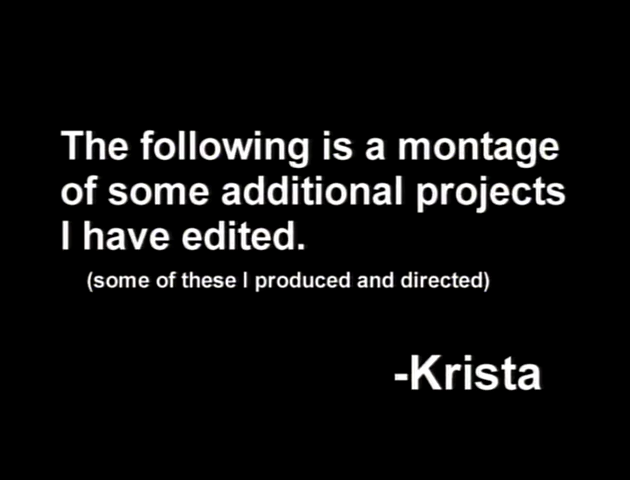 The following is a montage
of some additional projects
I have edited.
(some of these I produced and directed)
-Krista